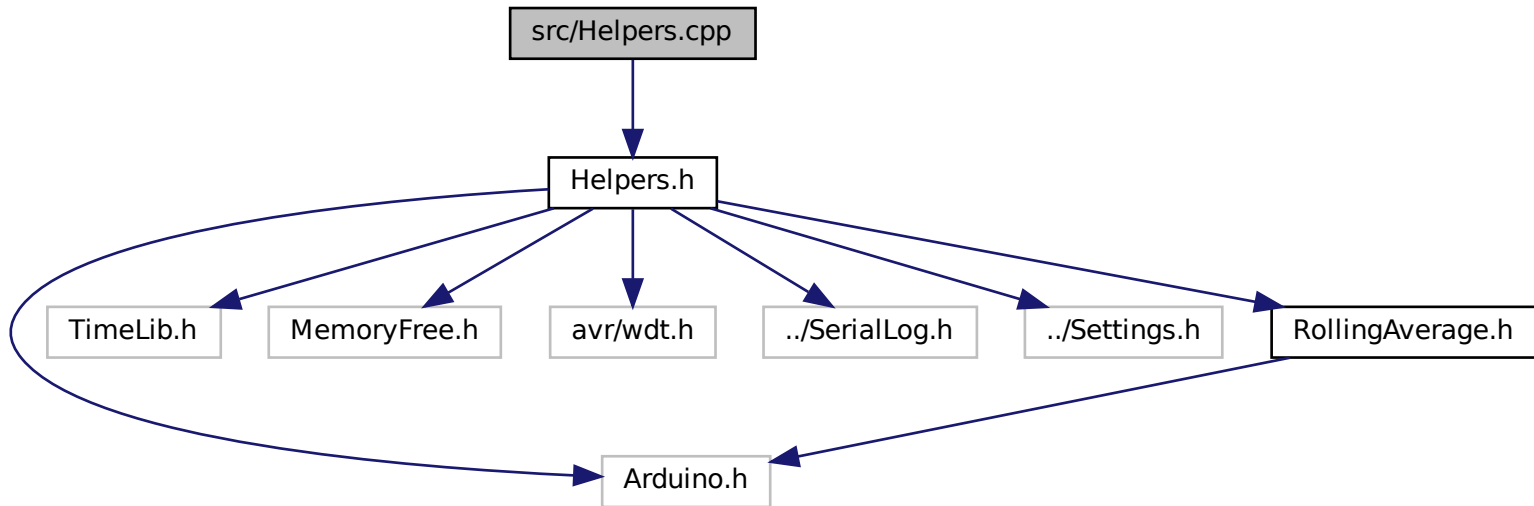 src/Helpers.cpp
Helpers.h
TimeLib.h
MemoryFree.h
avr/wdt.h
../SerialLog.h
../Settings.h
RollingAverage.h
Arduino.h